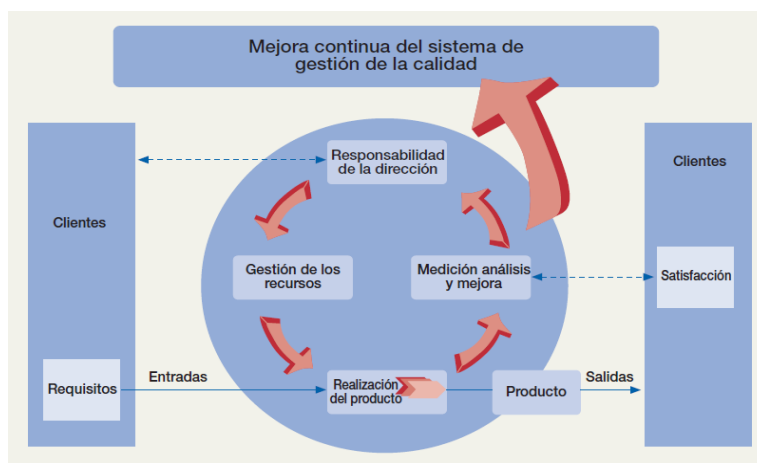 Mejora continua del sistema de
gestión de la calidad
Responsabilidad
de la dirección
Clientes
Clientes
Gestión de los
recursos
Medición análisis
y mejora
Satisfacción
Requisitos
Entradas
Realización
del producto
Producto
Salidas